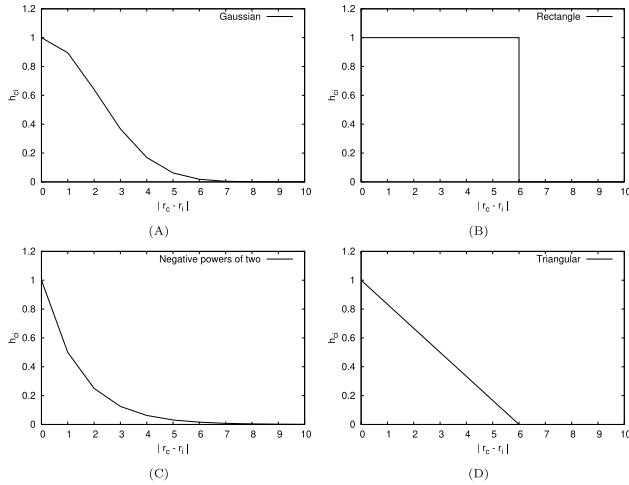 Gaussian
1.2
1
0.8
0.6
0.4
0.2
0
h_ci
0 1 2 3 4 5 6 7 8 9 10
| r_c - r_i |
(A)
Rectangle
1.2
1
0.8
0.6
0.4
0.2
0
h_ci
0 1 2 3 4 5 6 7 8 9 10
| r_c - r_i |
(B)
Negative powers of two
1.2
1
0.8
0.6
0.4
0.2
0
h_ci
0 1 2 3 4 5 6 7 8 9 10
| r_c - r_i |
(C)
Triangular
1.2
1
0.8
0.6
0.4
0.2
0
h_ci
0 1 2 3 4 5 6 7 8 9 10
| r_c - r_i |
(D)